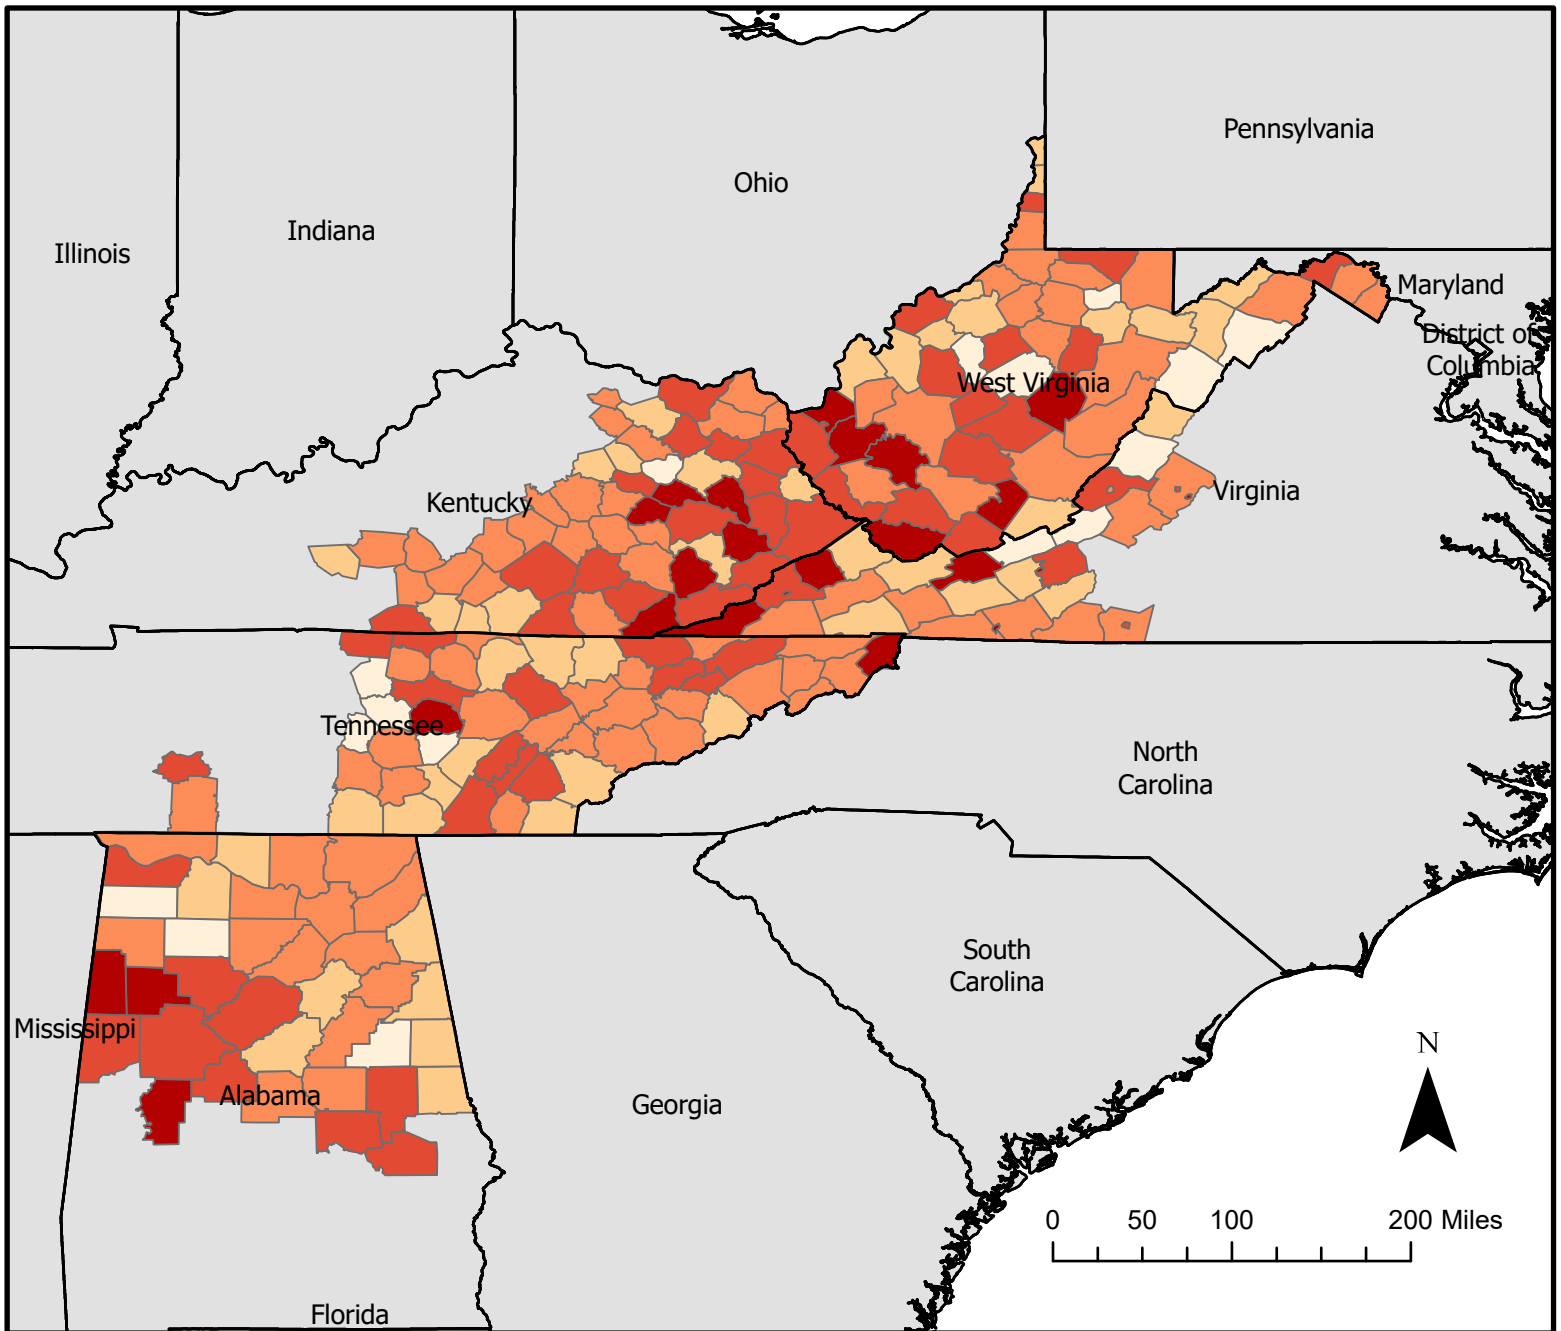 Pennsylvania
Ohio
Indiana
Illinois
Maryland
District of
Columbia
West Virginia
Kentucky
Virginia
Tennessee
North
Carolina
South
Carolina
Mississippi
Alabama
Georgia
N
0 50 100 200 Miles
Florida